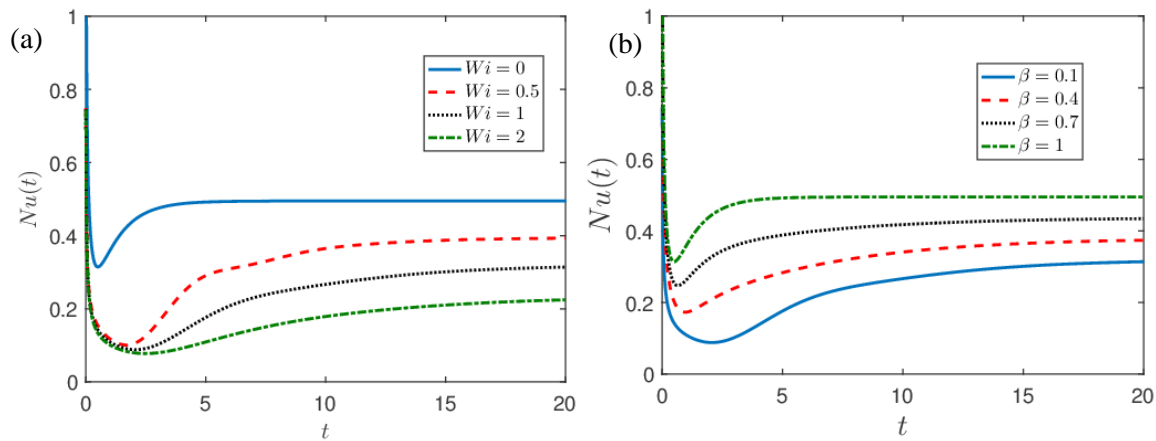 (a)
1
0.8
0.6
0.4
0.2
0
Nu(t)
Wi = 0
Wi = 0.5
Wi = 1
Wi = 2
0 5 10 15 20
t
(b)
1
0.8
0.6
0.4
0.2
0
Nu(t)
β = 0.1
β = 0.4
β = 0.7
β = 1
0 5 10 15 20
t